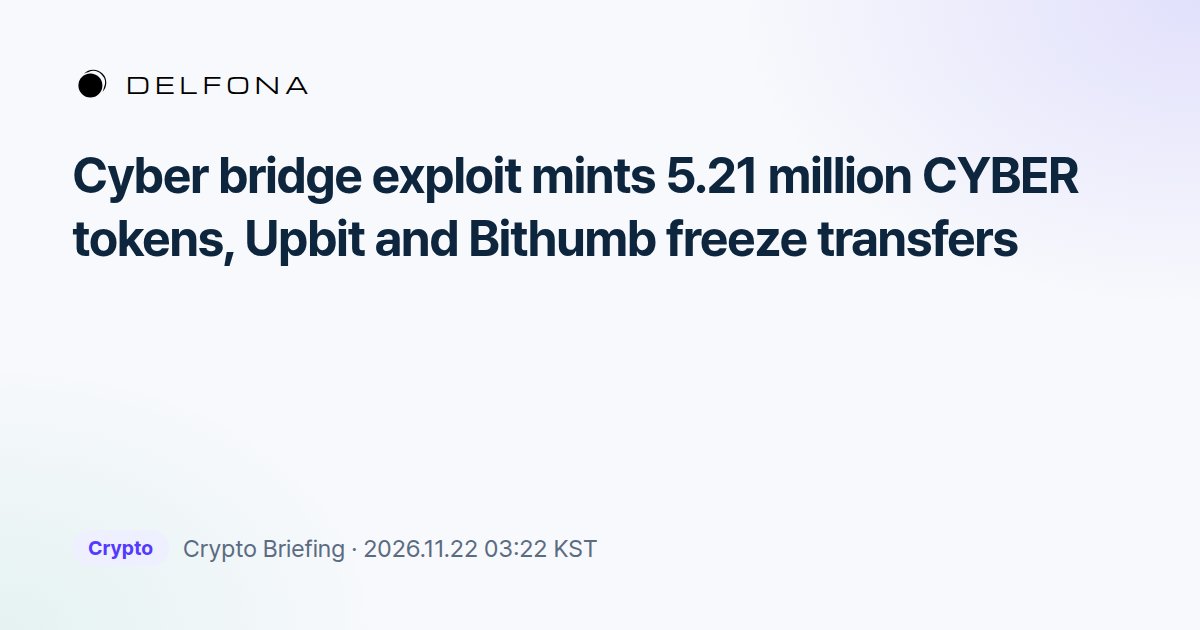 DELFONA
Cyber bridge exploit mints 5.21 million CYBER
tokens, Upbit and Bithumb freeze transfers
Crypto
Crypto Briefing · 2026.11.22 03:22 KST